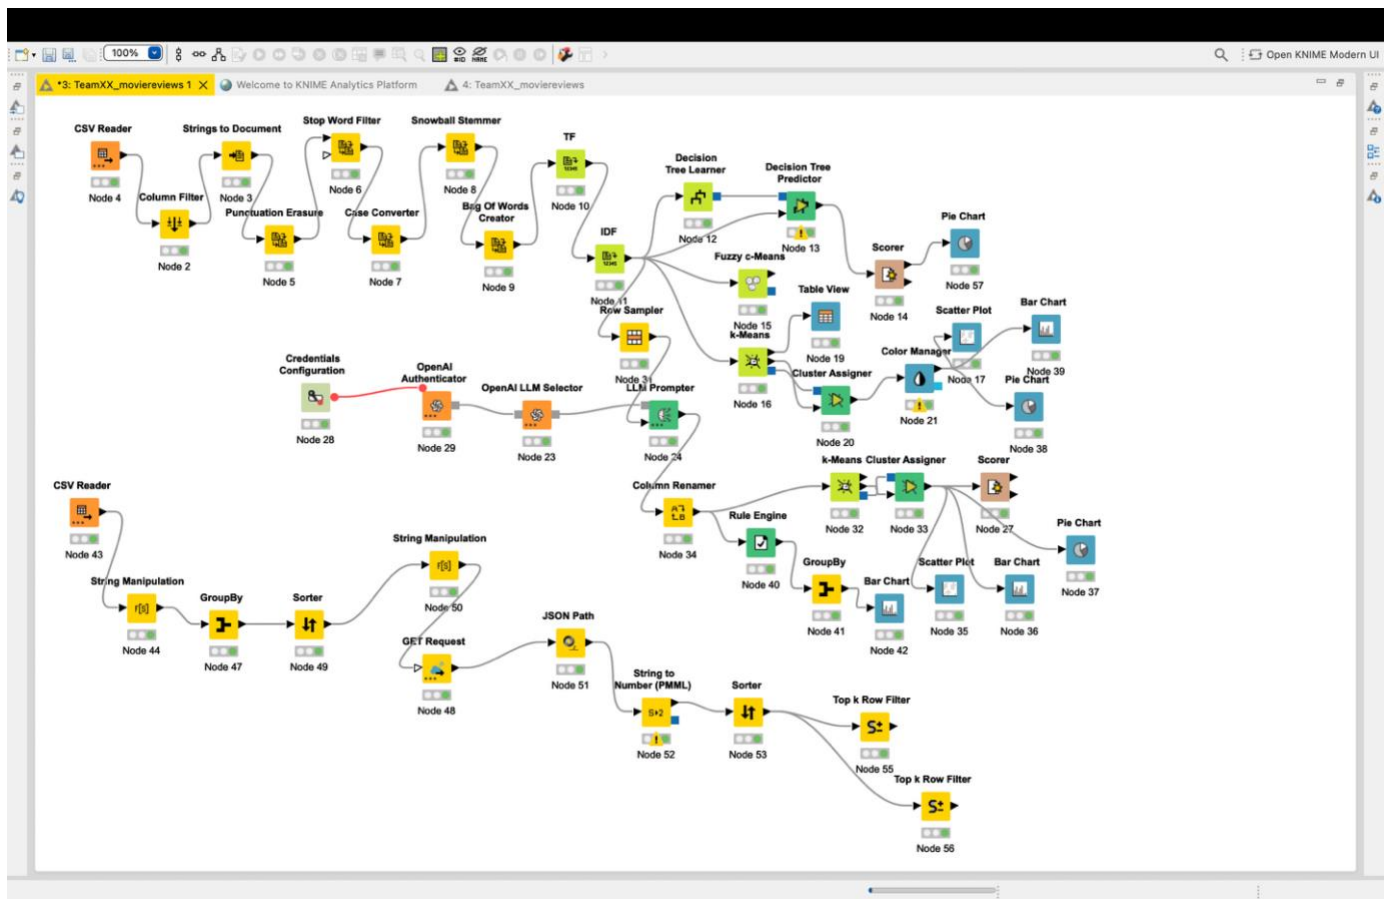 100%
Open KNIME Modern UI
*3: TeamXX_moviereviews 1
Welcome to KNIME Analytics Platform
4: TeamXX_moviereviews
CSV Reader
Node 4
Column Filter
Node 2
Strings to Document
Node 3
Punctuation Erasure
Node 5
Stop Word Filter
Node 6
Case Converter
Node 7
Snowball Stemmer
Node 8
Bag Of Words
Creator
Node 9
TF
Node 10
IDF
Node 11
Decision
Tree Learner
Node 12
Decision Tree
Predictor
Node 13
Scorer
Node 14
Pie Chart
Node 57
Fuzzy c-Means
Node 15
k-Means
Node 16
Table View
Node 19
Cluster Assigner
Node 20
Color Manager
Node 21
Scatter Plot
Node 17
Bar Chart
Node 39
Pie Chart
Node 38
Row Sampler
Node 31
Credentials
Configuration
Node 28
OpenAI
Authenticator
Node 29
OpenAI LLM Selector
Node 23
LLM Prompter
Node 24
Column Renamer
Node 34
k-Means
Node 32
Cluster Assigner
Node 33
Scorer
Node 27
Pie Chart
Node 37
Rule Engine
Node 40
GroupBy
Node 41
Bar Chart
Node 42
Scatter Plot
Node 35
Bar Chart
Node 36
CSV Reader
Node 43
String Manipulation
Node 44
GroupBy
Node 47
Sorter
Node 49
String Manipulation
f[S]
Node 50
GET Request
Node 48
JSON Path
Node 51
String to
Number (PMML)
Node 52
Sorter
Node 53
Top k Row Filter
Node 55
Top k Row Filter
Node 56